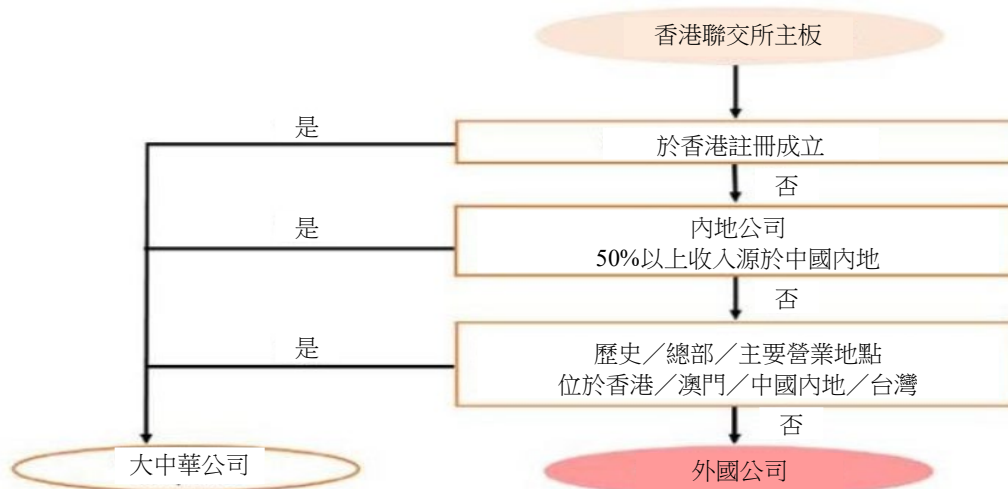 香港聯交所主板
是
於香港註冊成立
否
是
內地公司
50%以上收入源於中國內地
否
是
歷史／總部／主要營業地點
位於香港／澳門／中國內地／台灣
否
大中華公司
外國公司